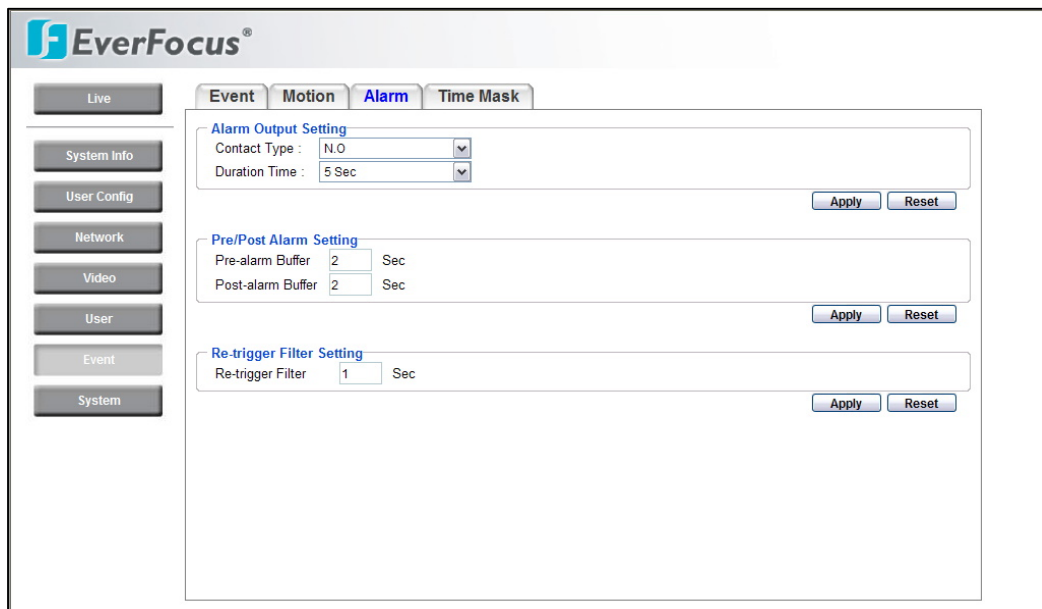 EverFocus®
Live
System Info
User Config
Network
Video
User
Event
System
Event Motion Alarm Time Mask
Alarm Output Setting
Contact Type : N.O
Duration Time : 5 Sec
Apply Reset
Pre/Post Alarm Setting
Pre-alarm Buffer 2 Sec
Post-alarm Buffer 2 Sec
Apply Reset
Re-trigger Filter Setting
Re-trigger Filter 1 Sec
Apply Reset